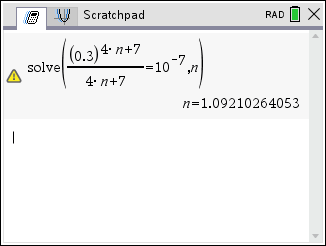 Scratchpad RAD
solve((0.3)^(4·n+7)/(4·n+7)=10^-7,n)
n=1.09210264053